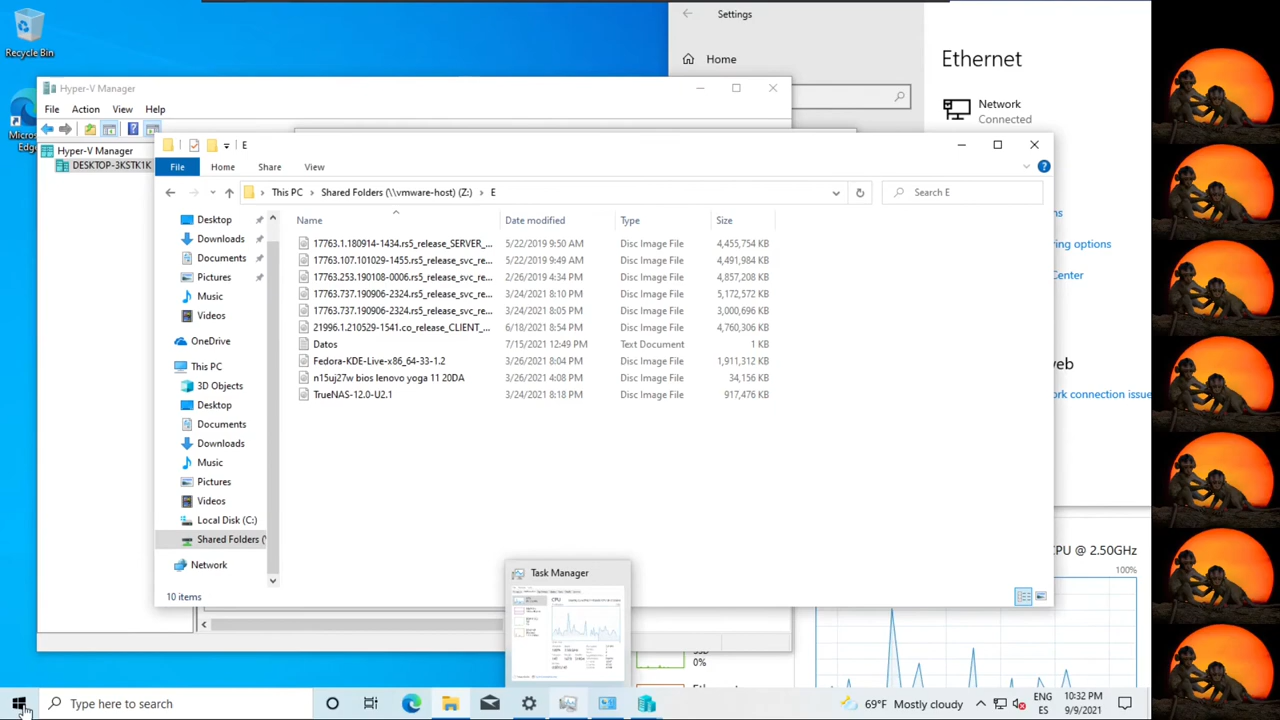 Recycle Bin
Settings
Home
Ethernet
Network
Connected
Hyper-V Manager
File Action View Help
Hyper-V Manager
DESKTOP-3KSTK1K
E
File Home Share View
This PC Shared Folders (\\vmware-host) (Z:) E
Search E
Name Date modified Type Size
17763.1.180914-1434.rs5_release_SERVER_... 5/22/2019 9:50 AM Disc Image File 4,455,754 KB
17763.107.101029-1455.rs5_release_svc_re... 5/22/2019 9:49 AM Disc Image File 4,491,984 KB
17763.253.190108-0006.rs5_release_svc_re... 2/26/2019 4:34 PM Disc Image File 4,857,208 KB
17763.737.190906-2324.rs5_release_svc_re... 3/24/2021 8:10 PM Disc Image File 5,172,572 KB
17763.737.190906-2324.rs5_release_svc_re... 3/24/2021 8:05 PM Disc Image File 3,000,696 KB
21996.1.210529-1541.co_release_CLIENT_... 6/18/2021 8:54 PM Disc Image File 4,760,306 KB
Datos 7/15/2021 12:49 PM Text Document 1 KB
Fedora-KDE-Live-x86_64-33-1.2 3/26/2021 8:04 PM Disc Image File 1,911,312 KB
n15uj27w bios lenovo yoga 11 20DA 3/26/2021 4:08 PM Disc Image File 34,156 KB
TrueNAS-12.0-U2.1 3/24/2021 8:18 PM Disc Image File 917,476 KB
Desktop
Downloads
Documents
Pictures
Music
Videos
OneDrive
This PC
3D Objects
Desktop
Documents
Downloads
Music
Pictures
Videos
Local Disk (C:)
Shared Folders (
Network
10 items
ring options
Center
web
work connection issue
CPU @ 2.50GHz
100%
Task Manager
SSD
0%
Type here to search
69°F Mostly cloudy
ENG
ES
10:32 PM
9/9/2021